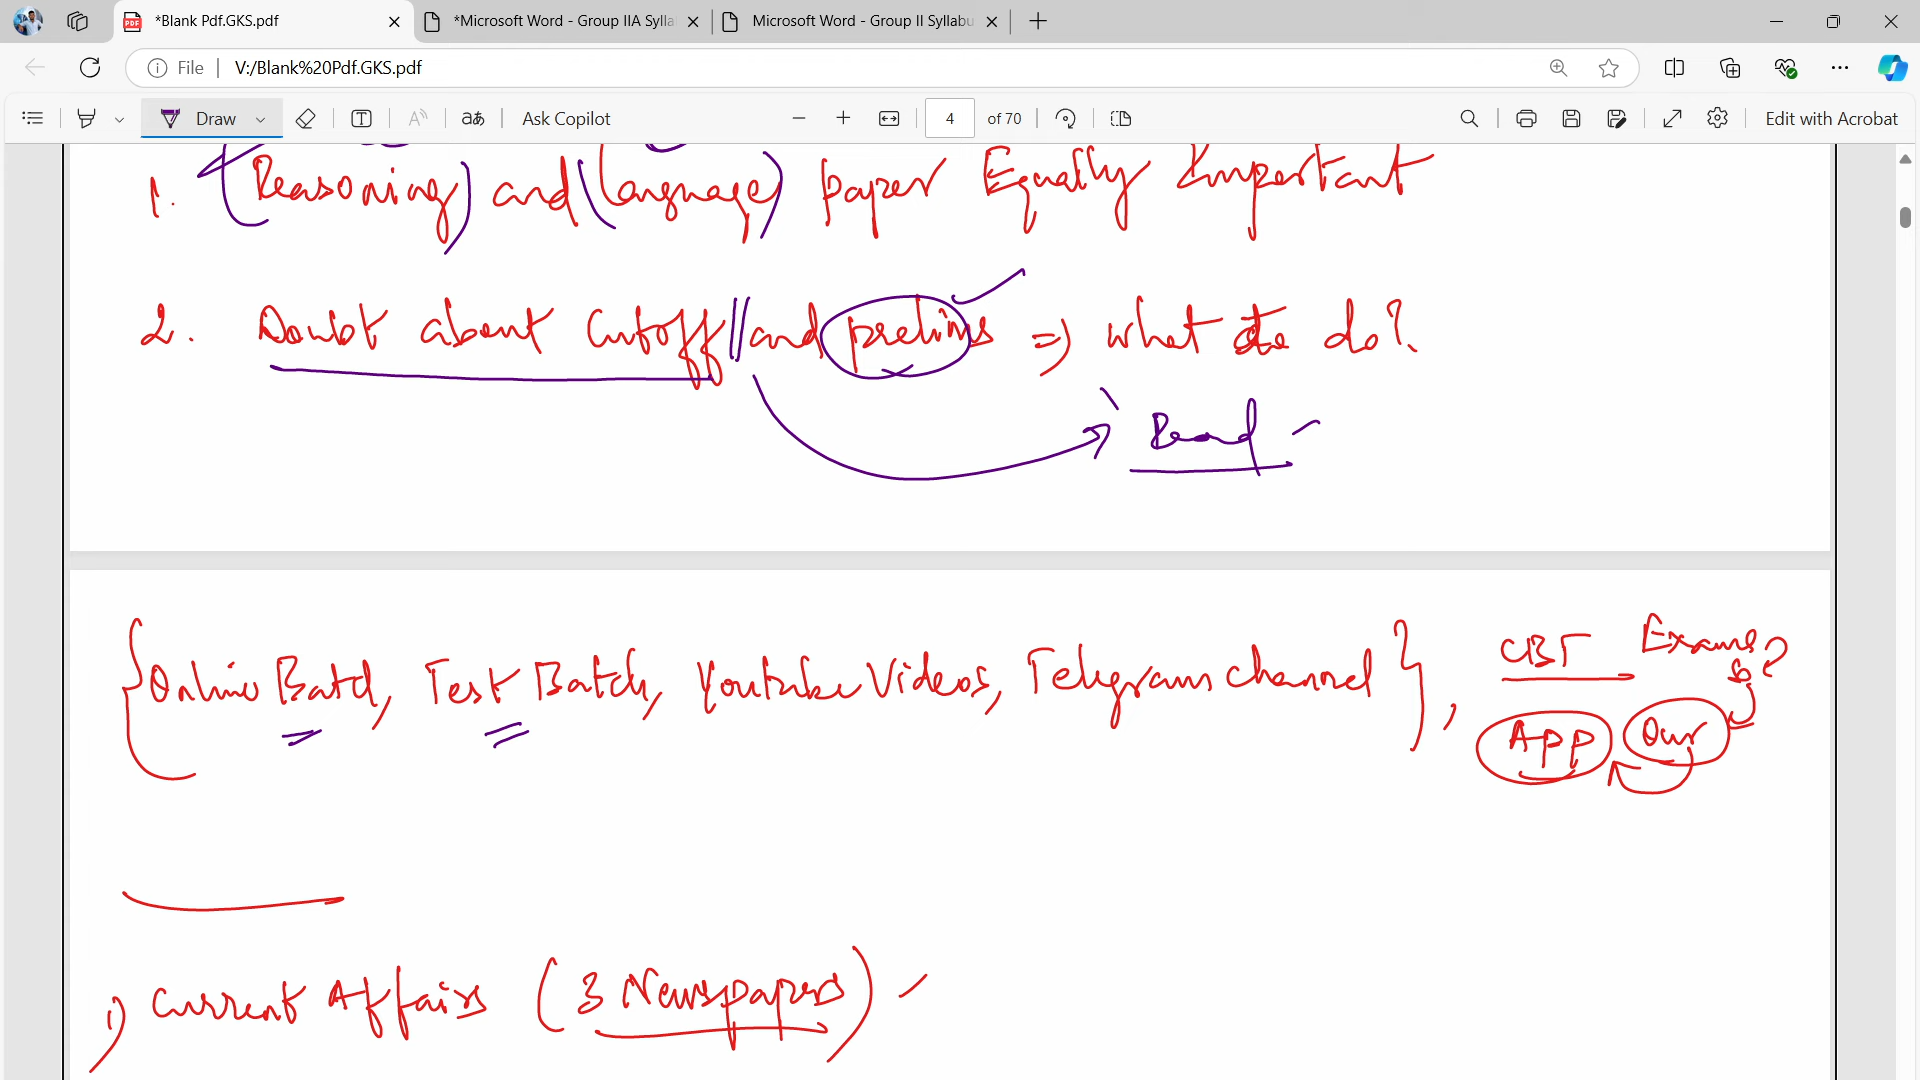 *Blank Pdf.GKS.pdf
*Microsoft Word - Group IIA Sylla
Microsoft Word - Group II Syllabu
File
V:/Blank%20Pdf.GKS.pdf
Draw
aあ
Ask Copilot
4 of 70
Edit with Acrobat
1. (Reasoning) and (Language) paper Equally Important
2. Doubt about Cutoff || and prelims => what do do?
{Online Batch, Test Batch, Youtube Videos, Telegram channel},
CBT Exams?
App Our
1) Current Affairs (3 Newspapers)